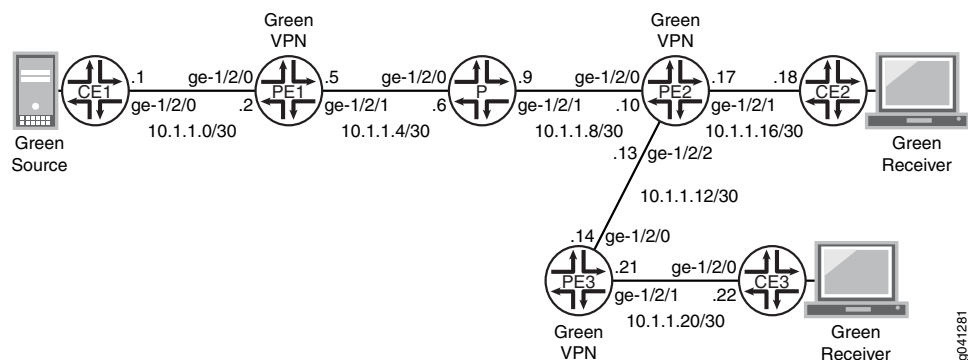 Green
VPN
Green
VPN
.1
ge-1/2/0
.5
ge-1/2/0
.9
ge-1/2/0
.17
.18
CE1
PE1
P
PE2
CE2
ge-1/2/0
.2
ge-1/2/1
.6
ge-1/2/1
.10
ge-1/2/1
10.1.1.0/30
10.1.1.4/30
10.1.1.8/30
10.1.1.16/30
Green
Source
Green
Receiver
.13
ge-1/2/2
10.1.1.12/30
.14
ge-1/2/0
.21
ge-1/2/0
PE3
CE3
ge-1/2/1
.22
10.1.1.20/30
Green
VPN
Green
Receiver
g041281